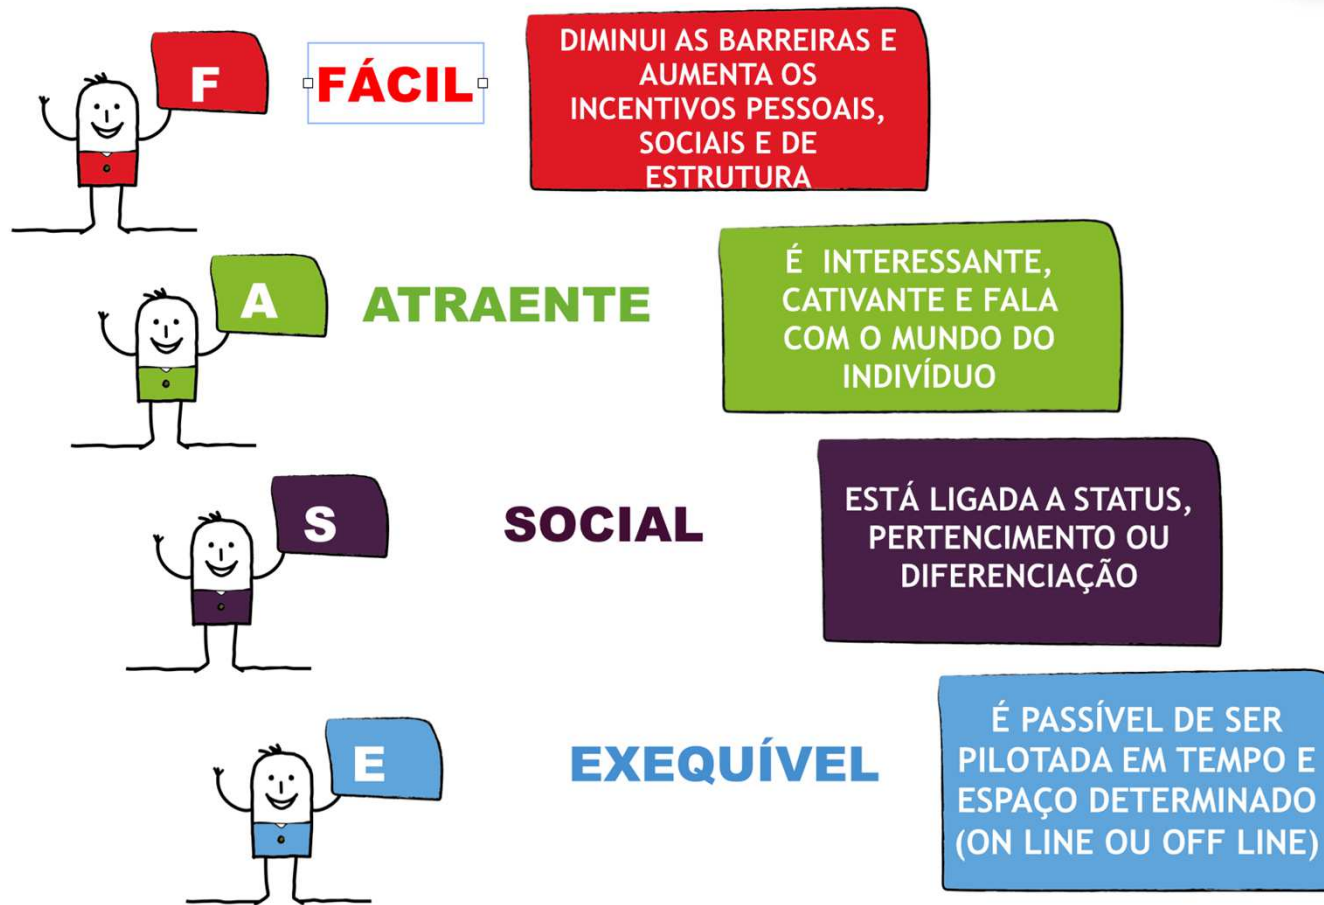 F
FÁCIL
DIMINUI AS BARREIRAS E
AUMENTA OS
INCENTIVOS PESSOAIS,
SOCIAIS E DE
ESTRUTURA
A
ATRAENTE
É INTERESSANTE,
CATIVANTE E FALA
COM O MUNDO DO
INDIVÍDUO
S
SOCIAL
ESTÁ LIGADA A STATUS,
PERTENCIMENTO OU
DIFERENCIAÇÃO
E
EXEQUÍVEL
É PASSÍVEL DE SER
PILOTADA EM TEMPO E
ESPAÇO DETERMINADO
(ON LINE OU OFF LINE)